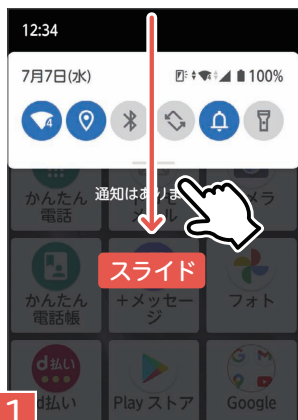 12:34
7月7日(水)
100%
通知はありま
かんたん
電話
ール
メラ
スライド
かんたん
電話帳
+メッセー
ジ
フォト
d払い
d払い
Play ストア
Google
1